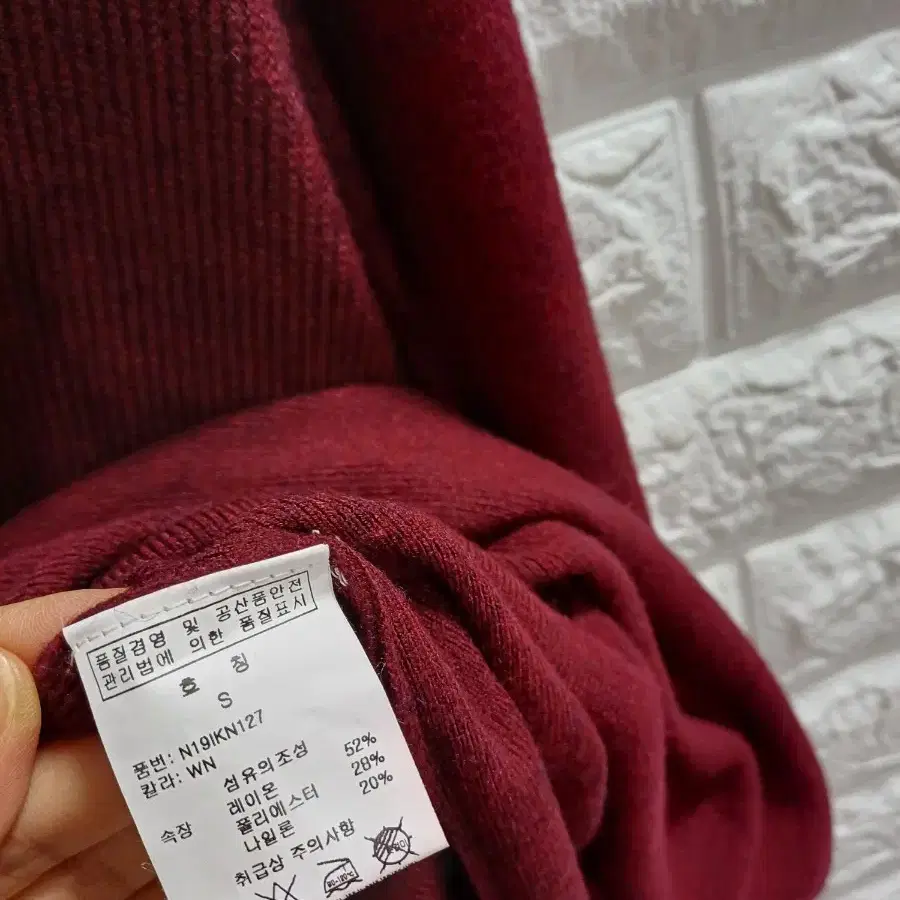 품질경영 및 공산품안전
관리법에 의한 품질표시
호 칭
S
품번: N19IKN127
칼라: WN
섬유의조성
속장 레이온 52%
폴리에스터 28%
나일론 20%
취급상 주의사항